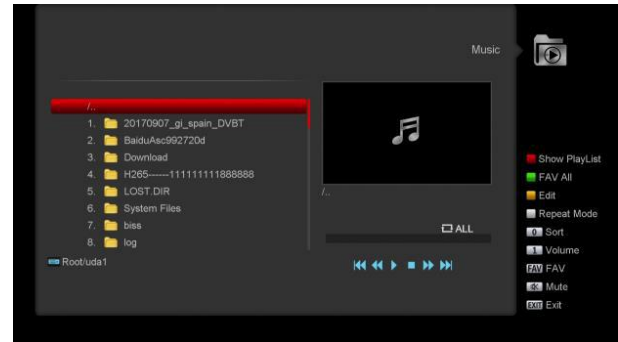 Music
/..
1. 20170907_gi_spain_DVBT
2. BaiduAsc992720d
3. Download
4. H265------111111111888888
5. LOST.DIR
6. System Files
7. biss
8. log
Root/uda1
/..
ALL
Show PlayList
FAV All
Edit
Repeat Mode
0 Sort
1 Volume
FAV FAV
Mute
EXIT Exit